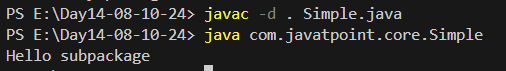 PS E:\Day14-08-10-24> javac -d . Simple.java
PS E:\Day14-08-10-24> java com.javatpoint.core.Simple
Hello subpackage